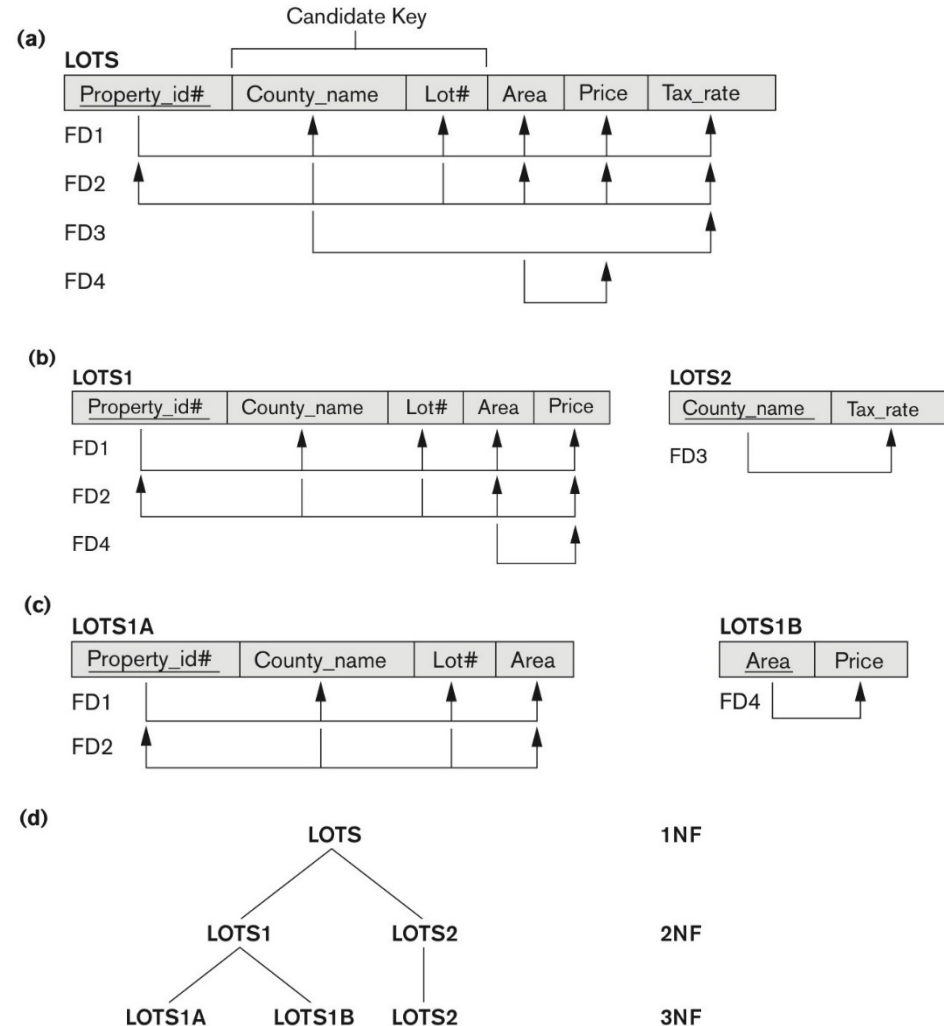 Candidate Key
(a)
LOTS
Property_id# County_name Lot# Area Price Tax_rate
FD1
FD2
FD3
FD4
(b)
LOTS1 LOTS2
Property_id# County_name Lot# Area Price County_name Tax_rate
FD1
FD3
FD2
FD4
(c)
LOTS1A LOTS1B
Property_id# County_name Lot# Area Area Price
FD1 FD4
FD2
(d)
LOTS 1NF
LOTS1 LOTS2 2NF
LOTS1A LOTS1B LOTS2 3NF